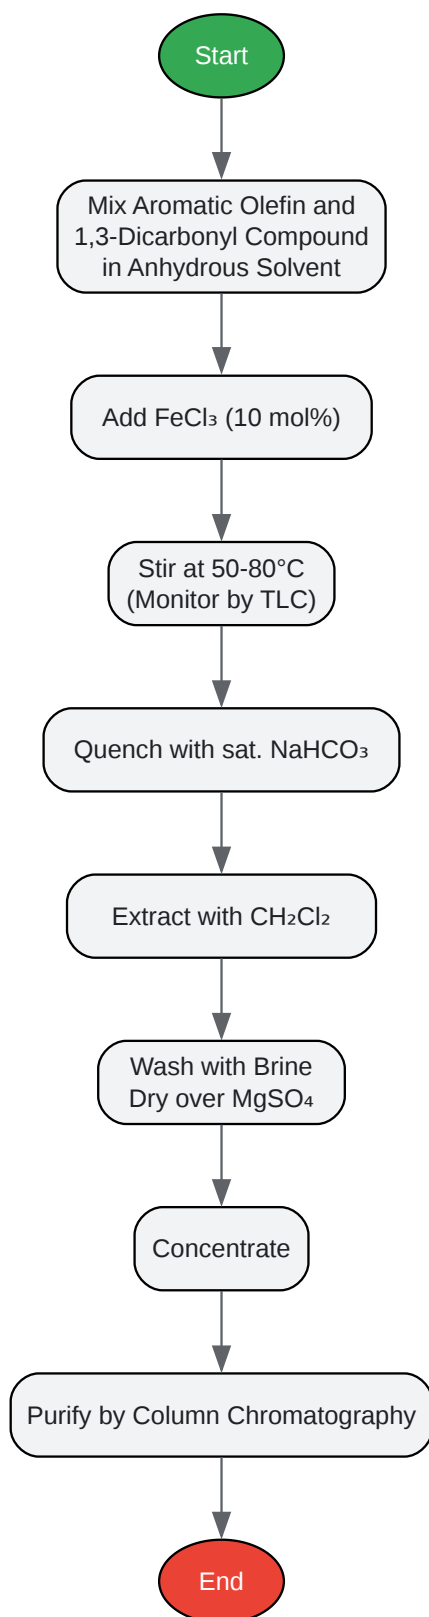 Start
Mix Aromatic Olefin and
1,3-Dicarbonyl Compound
in Anhydrous Solvent
Add FeCl₃ (10 mol%)
Stir at 50-80°C
(Monitor by TLC)
Quench with sat. NaHCO₃
Extract with CH₂Cl₂
Wash with Brine
Dry over MgSO₄
Concentrate
Purify by Column Chromatography
End